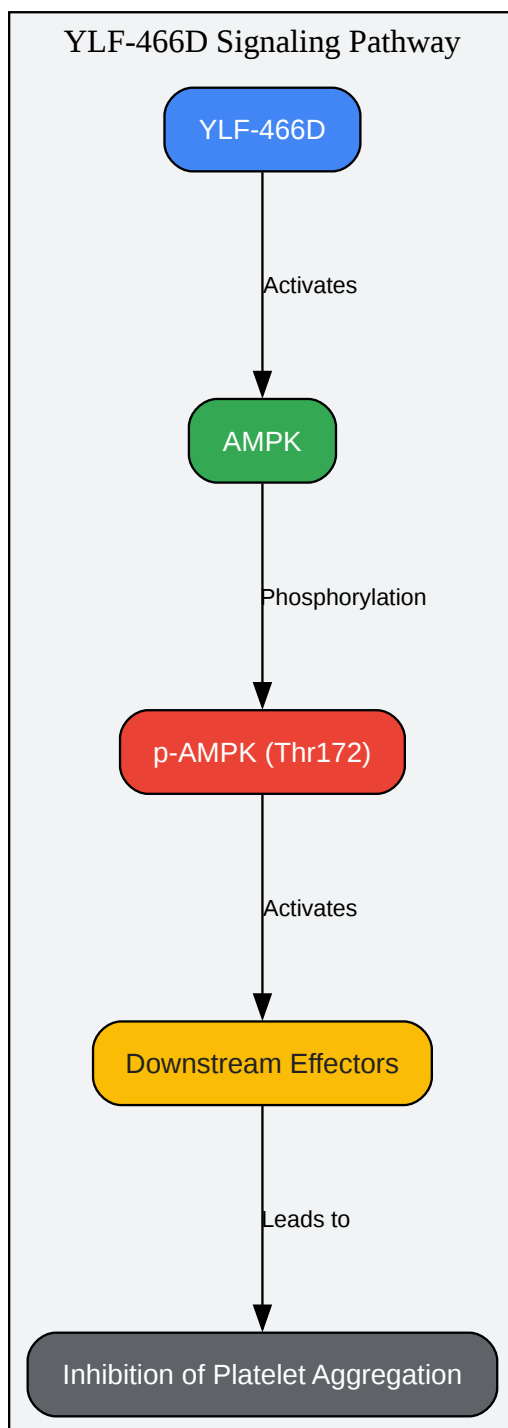 YLF-466D Signaling Pathway
YLF-466D
Activates
AMPK
Phosphorylation
p-AMPK (Thr172)
Activates
Downstream Effectors
Leads to
Inhibition of Platelet Aggregation